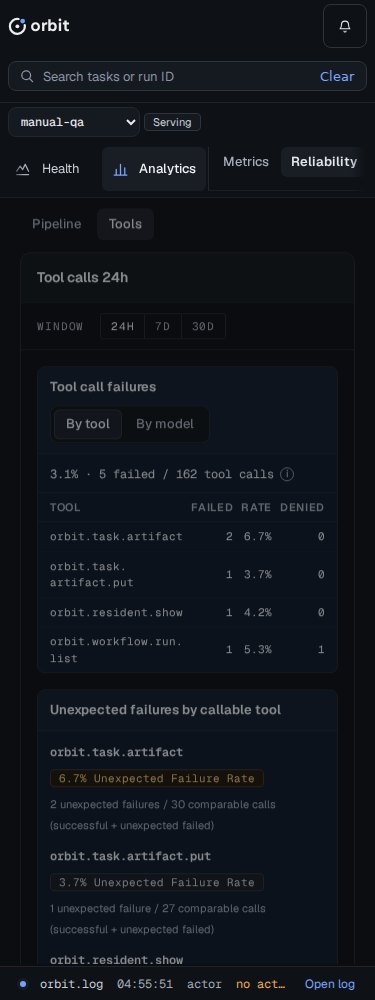 orbit
Search tasks or run ID Clear
manual-qa Serving
Health Analytics Metrics Reliability
Pipeline Tools
Tool calls 24h
WINDOW 24H 7D 30D
Tool call failures
By tool By model
3.1% · 5 failed / 162 tool calls ⓘ
TOOL FAILED RATE DENIED
orbit.task.artifact 2 6.7% 0
orbit.task.
artifact.put 1 3.7% 0
orbit.resident.show 1 4.2% 0
orbit.workflow.run.
list 1 5.3% 1
Unexpected failures by callable tool
orbit.task.artifact
6.7% Unexpected Failure Rate
2 unexpected failures / 30 comparable calls
(successful + unexpected failed)
orbit.task.artifact.put
3.7% Unexpected Failure Rate
1 unexpected failure / 27 comparable calls
(successful + unexpected failed)
orbit.resident.show
orbit.log 04:55:51 actor no act… Open log